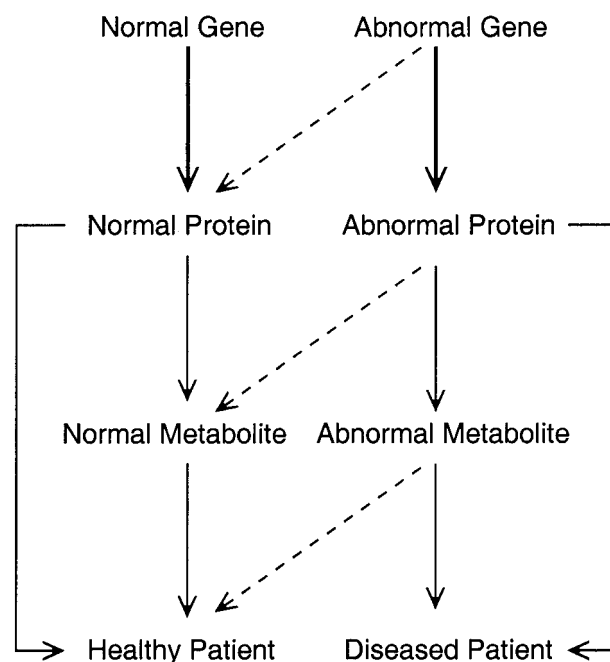 Normal Gene Abnormal Gene
Normal Protein Abnormal Protein
Normal Metabolite Abnormal Metabolite
Healthy Patient Diseased Patient